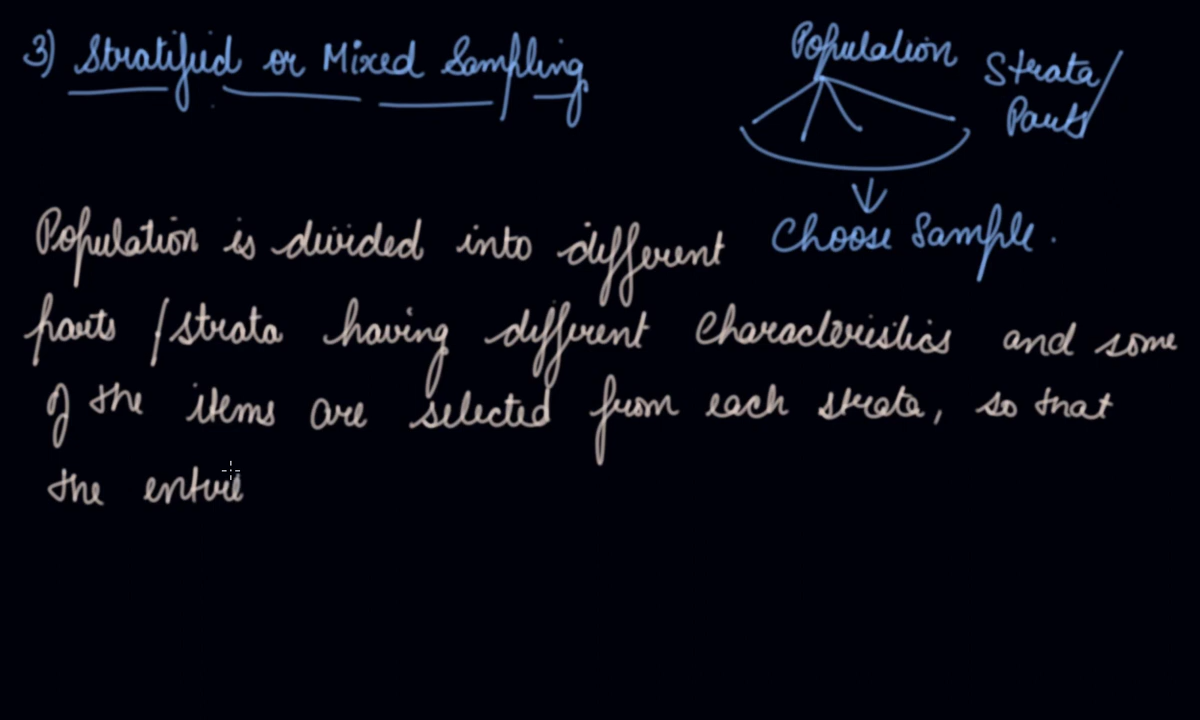 3) Stratified or Mixed Sampling
Population
Strata/
Parts
Choose Sample.
Population is divided into different
parts /strata having different characteristics and some
of the items are selected from each strata, so that
the entire